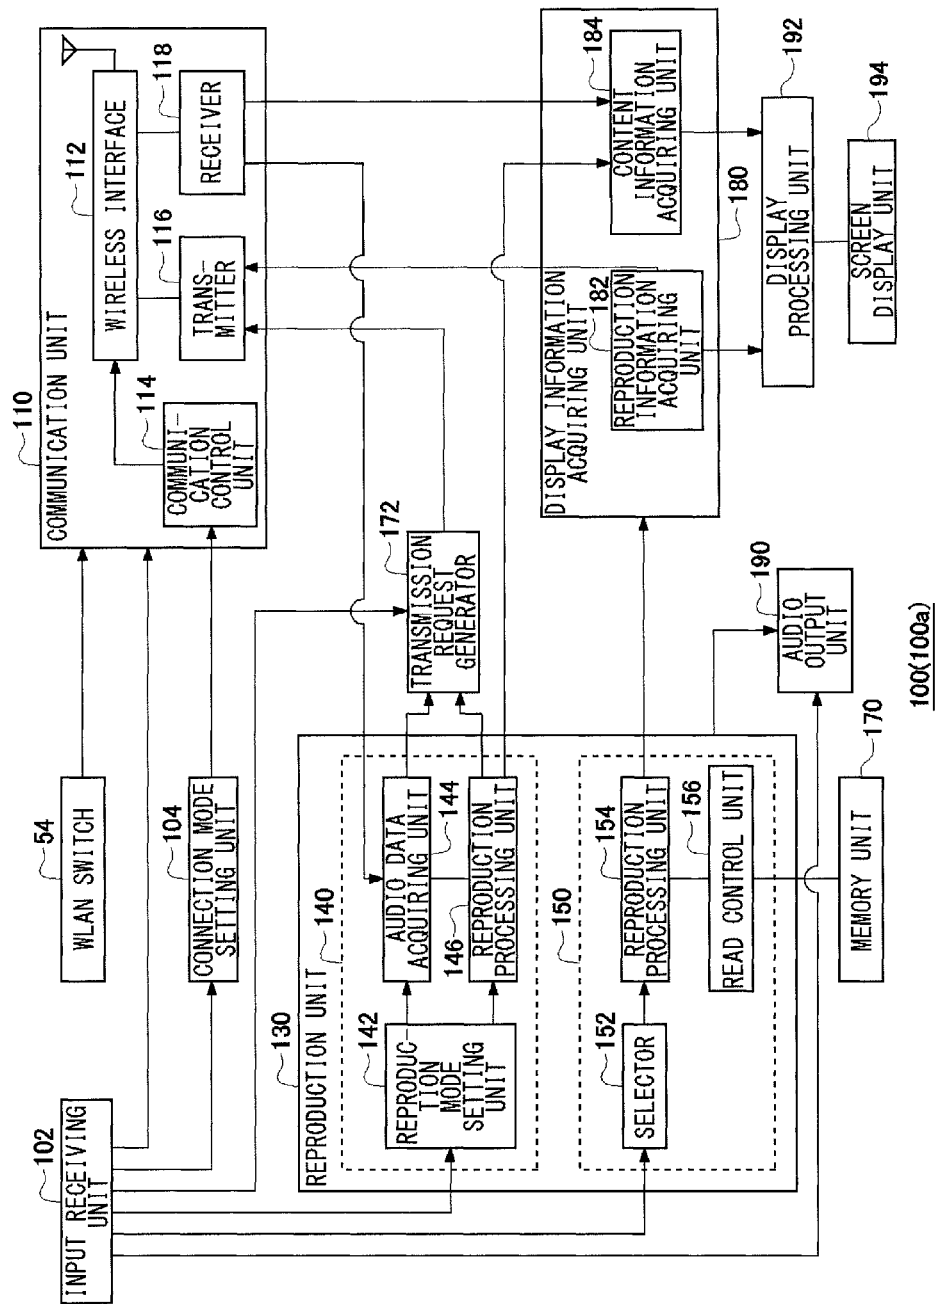 102
INPUT RECEIVING
UNIT
54
WLAN SWITCH
104
CONNECTION MODE
SETTING UNIT
110
COMMUNICATION UNIT
112
WIRELESS INTERFACE
114
COMMUNI-
CATION
CONTROL
UNIT
116
TRANS-
MITTER
118
RECEIVER
172
TRANSMISSION
REQUEST
GENERATOR
130
REPRODUCTION UNIT
140
142
REPRODUC-
TION
MODE
SETTING
UNIT
AUDIO DATA
ACQUIRING UNIT
144
146
REPRODUCTION
PROCESSING UNIT
150
152
SELECTOR
154
REPRODUCTION
PROCESSING UNIT
156
READ CONTROL UNIT
170
MEMORY UNIT
190
AUDIO
OUTPUT
UNIT
DISPLAY INFORMATION
ACQUIRING UNIT
180
182
REPRODUCTION
INFORMATION
ACQUIRING
UNIT
184
CONTENT
INFORMATION
ACQUIRING UNIT
192
DISPLAY
PROCESSING UNIT
194
SCREEN
DISPLAY UNIT
100(100a)